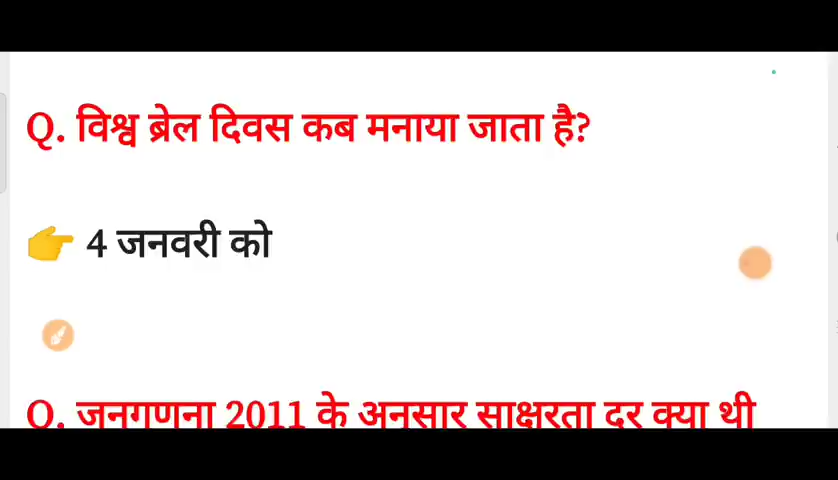 Q. विश्व ब्रेल दिवस कब मनाया जाता है?
👉 4 जनवरी को
Q. जनगणना 2011 के अनुसार साक्षरता दर क्या थी